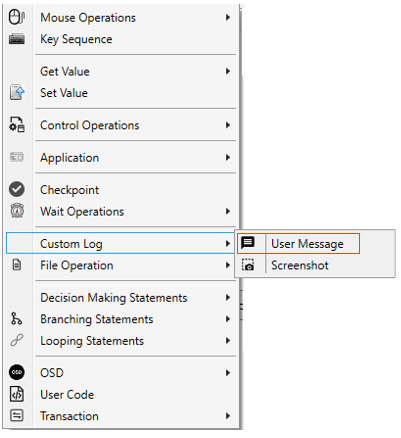 Mouse Operations
Key Sequence
Get Value
Set Value
Control Operations
Application
Checkpoint
Wait Operations
Custom Log
User Message
File Operation
Screenshot
Decision Making Statements
Branching Statements
Looping Statements
OSD OSD
User Code
Transaction